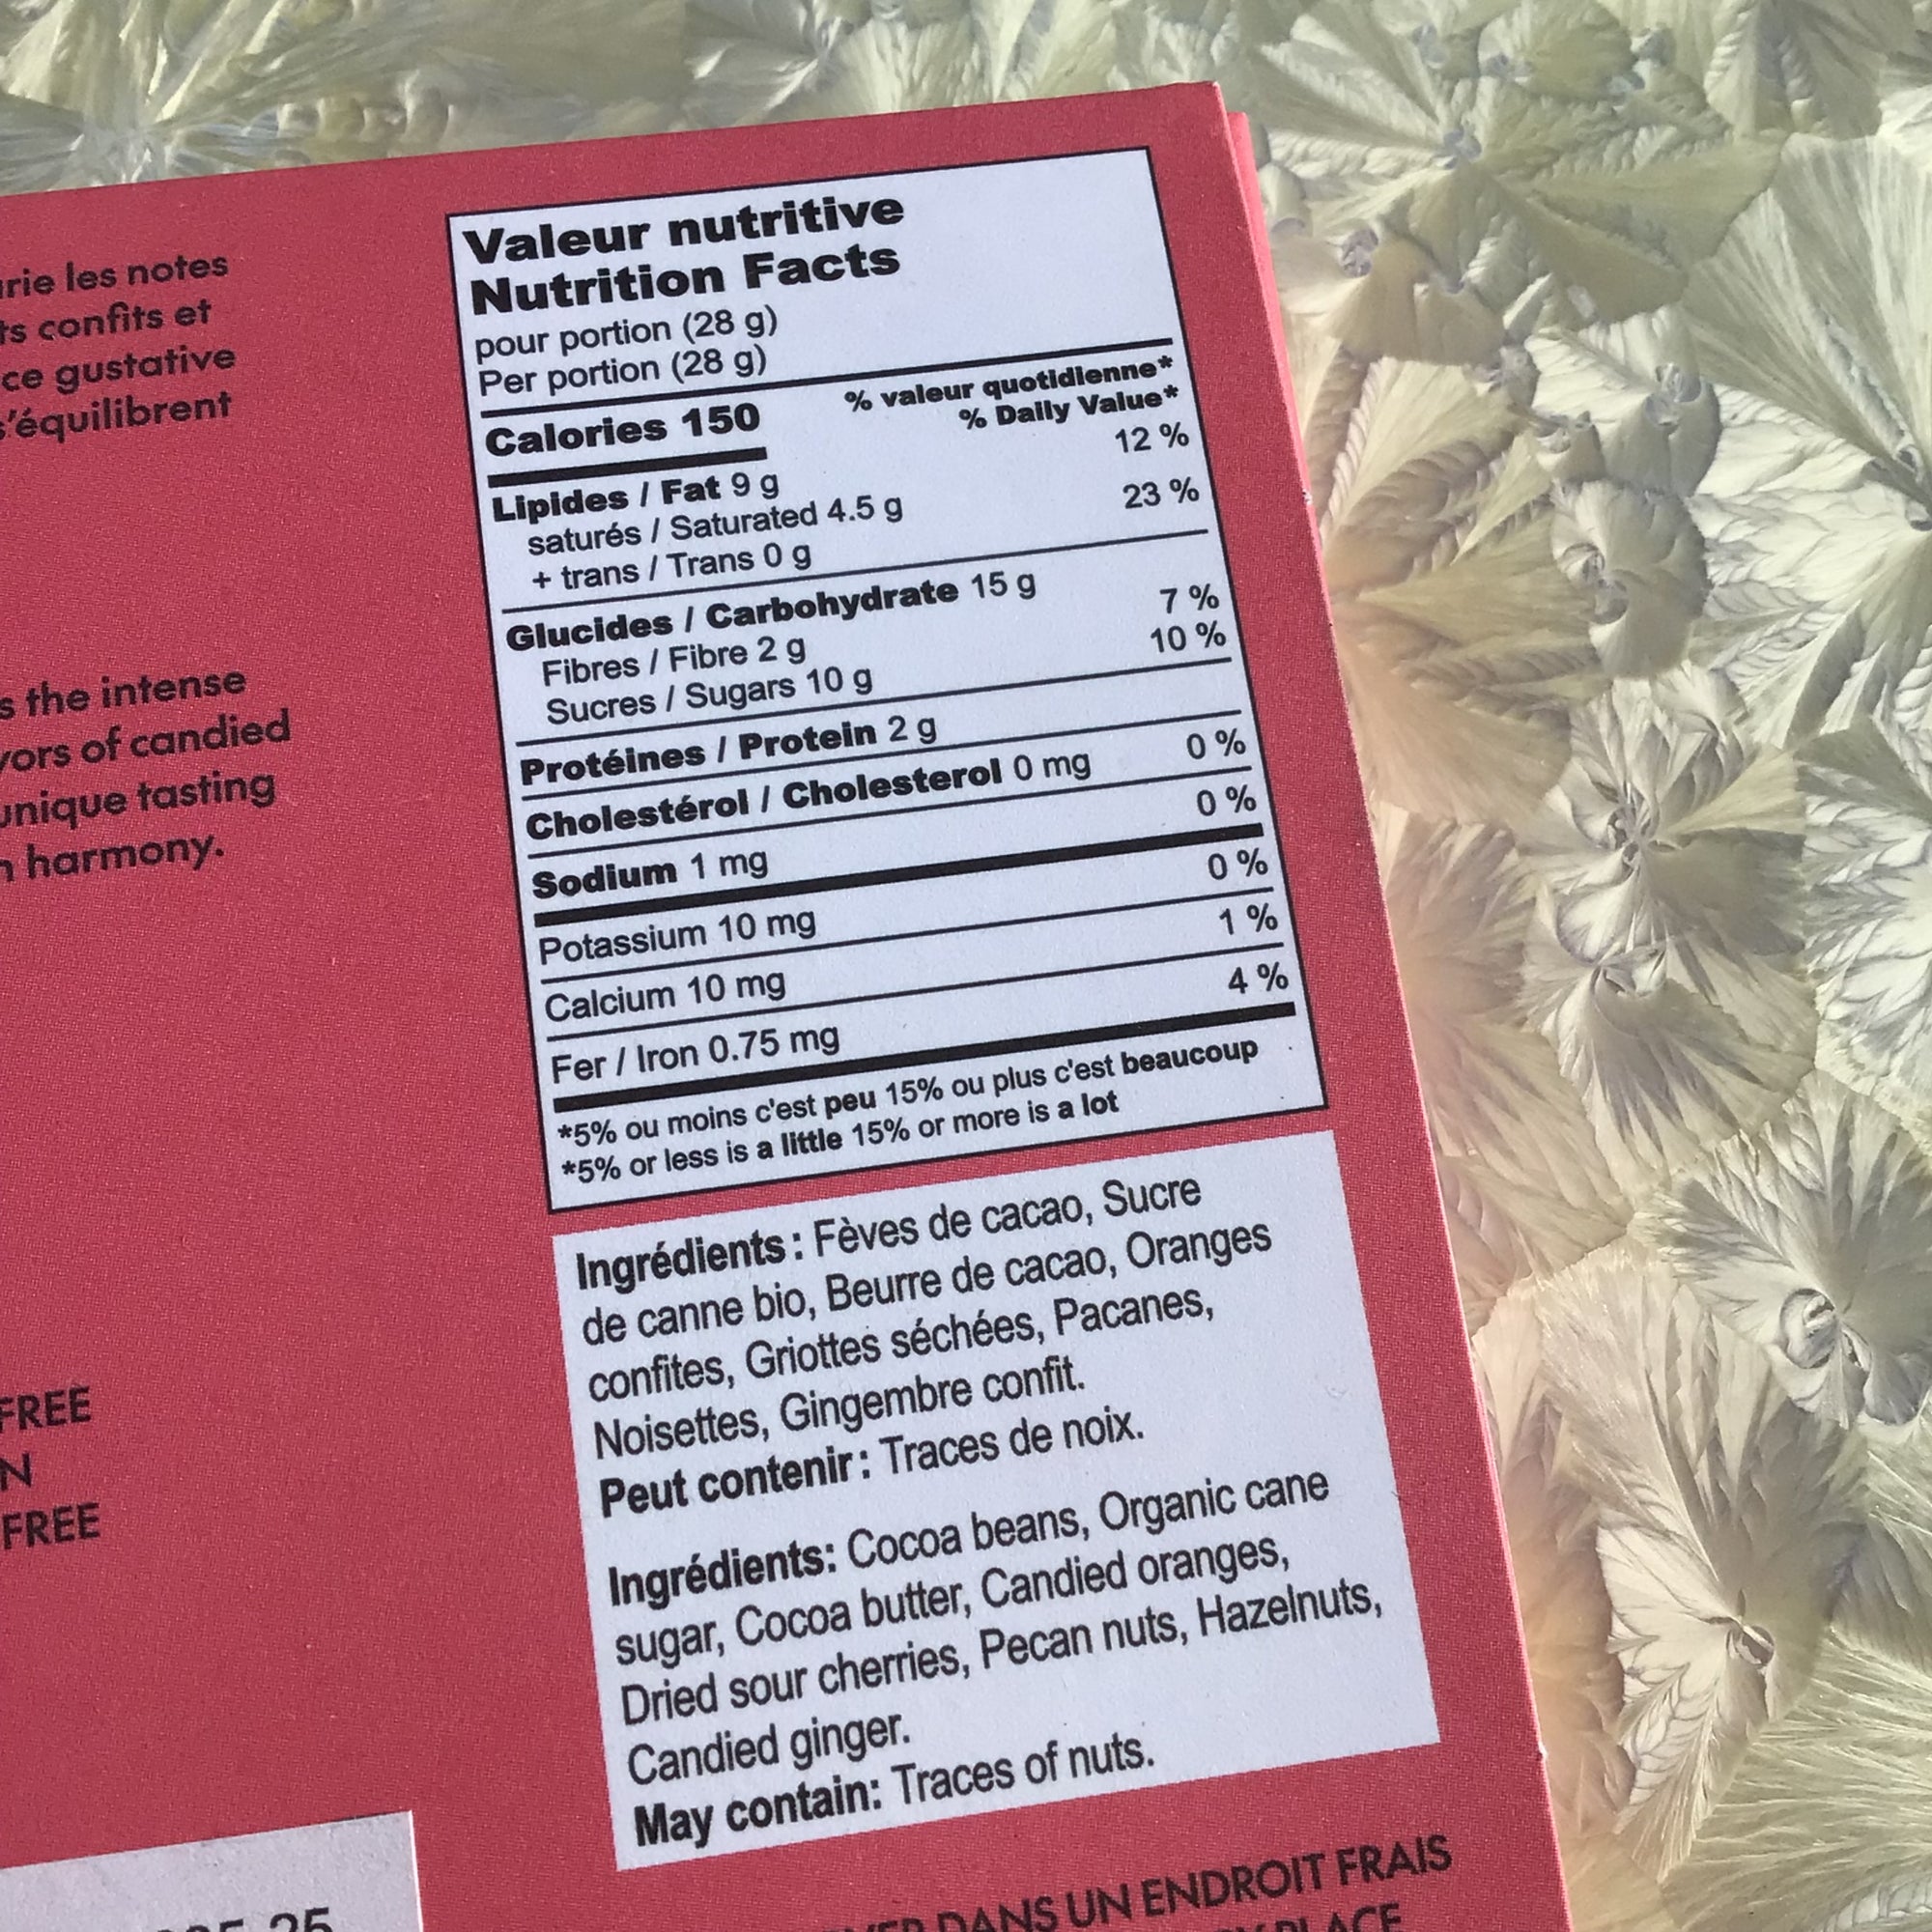 les notes
confits et
gustative
s'équilibrent
the intense
of candied
unique tasting
harmony.
FREE
FREE
Valeur nutritive
Nutrition Facts
pour portion (28 g)
Per portion (28 g)
Calories 150
% valeur quotidienne*
% Daily Value*
Lipides / Fat 9 g 12 %
saturés / Saturated 4.5 g 23 %
+ trans / Trans 0 g
Glucides / Carbohydrate 15 g
Fibres / Fibre 2 g 7 %
Sucres / Sugars 10 g 10 %
Protéines / Protein 2 g
Cholestérol / Cholesterol 0 mg 0 %
Sodium 1 mg 0 %
Potassium 10 mg 0 %
Calcium 10 mg 1 %
Fer / Iron 0.75 mg 4 %
*5% ou moins c'est peu 15% ou plus c'est beaucoup
*5% or less is a little 15% or more is a lot
Ingrédients : Fèves de cacao, Sucre
de canne bio, Beurre de cacao, Oranges
confites, Griottes séchées, Pacanes,
Noisettes, Gingembre confit.
Peut contenir : Traces de noix.
Ingrédients: Cocoa beans, Organic cane
sugar, Cocoa butter, Candied oranges,
Dried sour cherries, Pecan nuts, Hazelnuts,
Candied ginger.
May contain: Traces of nuts.
DANS UN ENDROIT FRAIS
PLACE